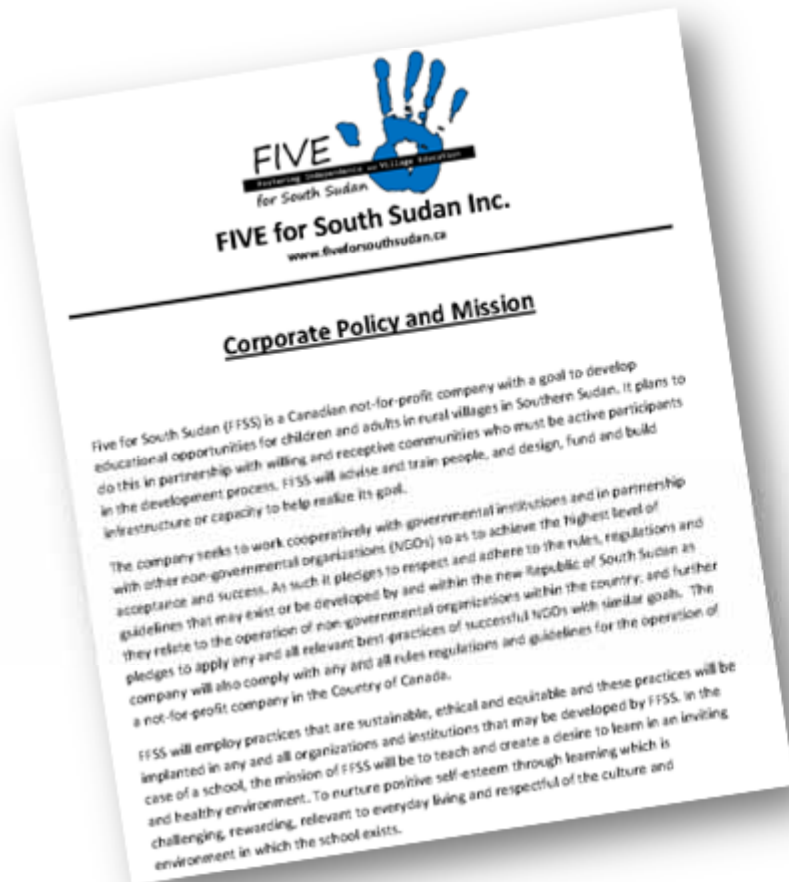 FIVE
Fostering Independence and Village Education
for South Sudan
FIVE for South Sudan Inc.
www.fiveforsouthsudan.ca
Corporate Policy and Mission
Five for South Sudan (FFSS) is a Canadian not-for-profit company with a goal to develop
educational opportunities for children and adults in rural villages in Southern Sudan. It plans to
do this in partnership with willing and receptive communities who must be active participants
in the development process. FFSS will advise and train people, and design, fund and build
infrastructure or capacity to help realize its goal.
The company seeks to work cooperatively with governmental institutions and in partnership
with other non-governmental organizations (NGOs) so as to achieve the highest level of
acceptance and success. As such it pledges to respect and adhere to the rules, regulations and
guidelines that may exist or be developed by and within the new Republic of South Sudan as
they relate to the operation of non-governmental organizations within the country; and further
pledges to apply any and all relevant best-practices of successful NGOs with similar goals. The
company will also comply with any and all rules regulations and guidelines for the operation of
a not-for-profit company in the Country of Canada.
FFSS will employ practices that are sustainable, ethical and equitable and these practices will be
implanted in any and all organizations and institutions that may be developed by FFSS. In the
case of a school, the mission of FFSS will be to teach and create a desire to learn in an inviting
and healthy environment. To nurture positive self-esteem through learning which is
challenging, rewarding, relevant to everyday living and respectful of the culture and
environment in which the school exists.